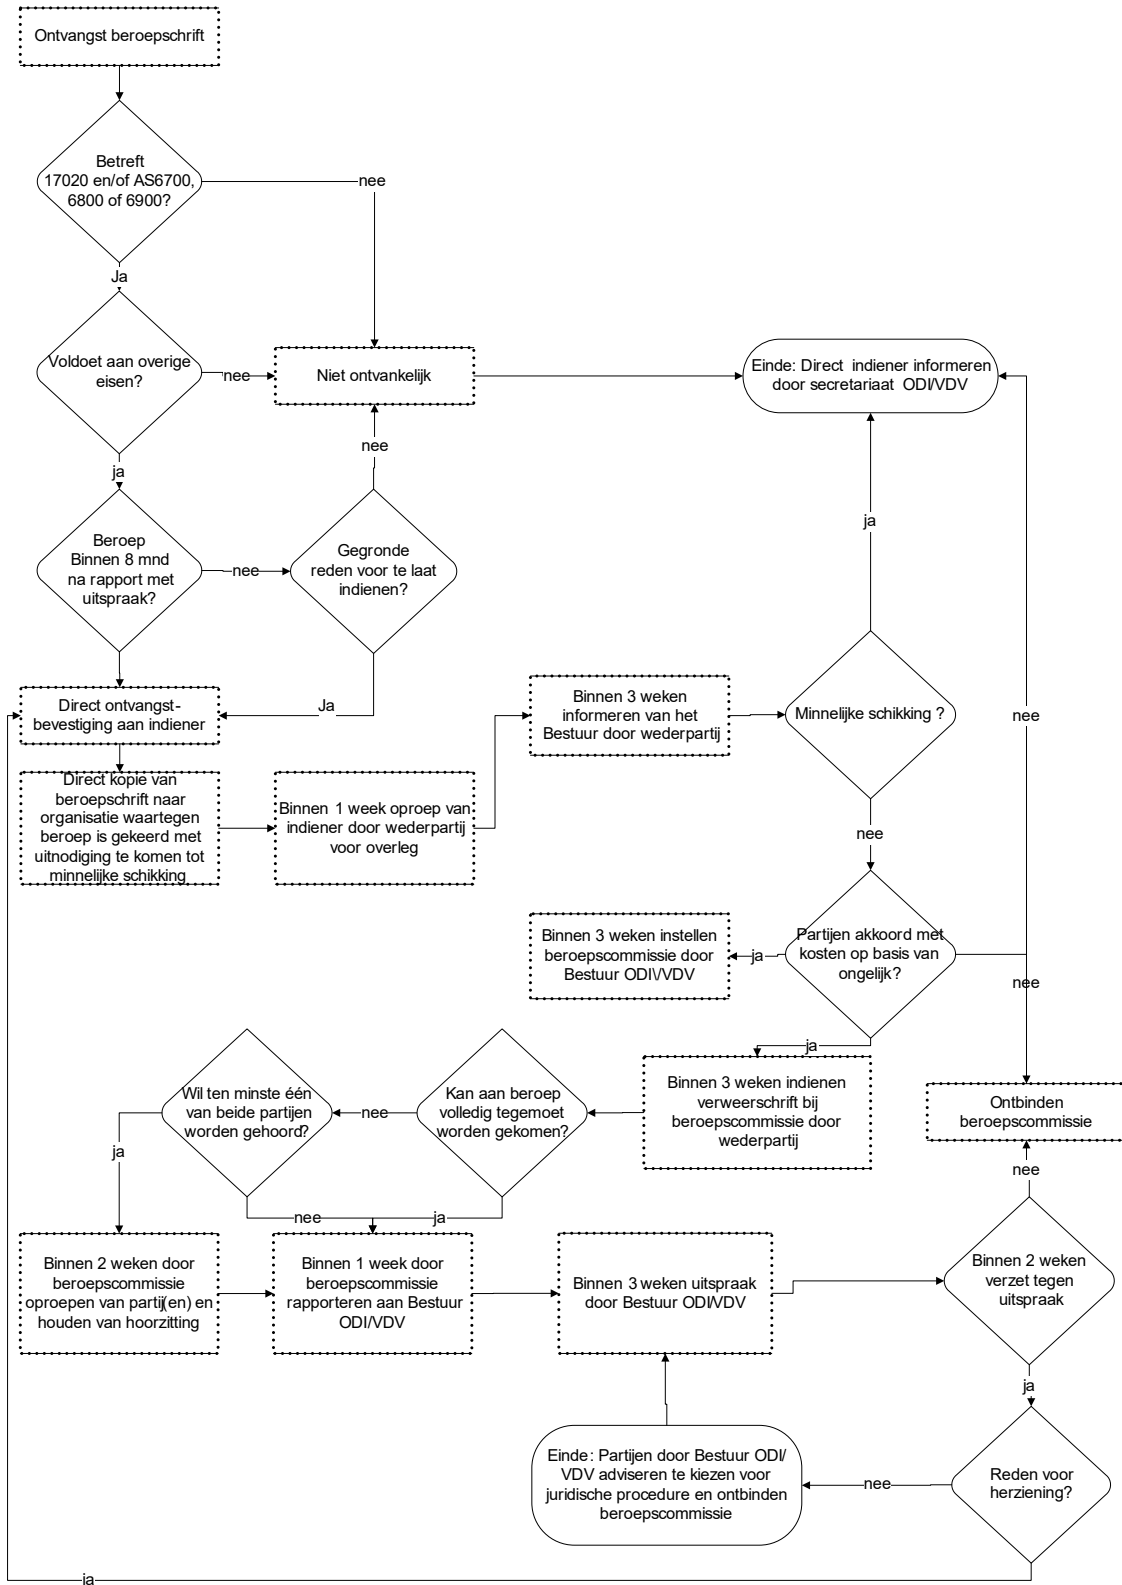 Ontvangst beroepschrift
Betreft
17020 en/of AS6700,
6800 of 6900?
nee
Ja
Voldoet aan overige
eisen?
nee
Niet ontvankelijk
Einde: Direct indiener informeren
door secretariaat ODI/VDV
ja
nee
Beroep
Binnen 8 mnd
na rapport met
uitspraak?
nee
Gegronde
reden voor te laat
indienen?
ja
nee
Direct ontvangst-
bevestiging aan indiener
Ja
Binnen 3 weken
informeren van het
Bestuur door wederpartij
Minnelijke schikking ?
Direct kopie van
beroepschrift naar
organisatie waartegen
beroep is gekeerd met
uitnodiging te komen tot
minnelijke schikking
Binnen 1 week oproep van
indiener door wederpartij
voor overleg
nee
Binnen 3 weken instellen
beroepscommissie door
Bestuur ODI\/VDV
ja
Partijen akkoord met
kosten op basis van
ongelijk?
nee
ja
Wil ten minste één
van beide partijen
worden gehoord?
nee
Kan aan beroep
volledig tegemoet
worden gekomen?
Binnen 3 weken indienen
verweerschrift bij
beroepscommissie door
wederpartij
Ontbinden
beroepscommissie
ja
nee
nee
ja
Binnen 2 weken door
beroepscommissie
oproepen van partij(en) en
houden van hoorzitting
Binnen 1 week door
beroepscommissie
rapporteren aan Bestuur
ODI/VDV
Binnen 3 weken uitspraak
door Bestuur ODI/VDV
Binnen 2 weken
verzet tegen
uitspraak
ja
Einde: Partijen door Bestuur ODI/
VDV adviseren te kiezen voor
juridische procedure en ontbinden
beroepscommissie
nee
Reden voor
herziening?
ja